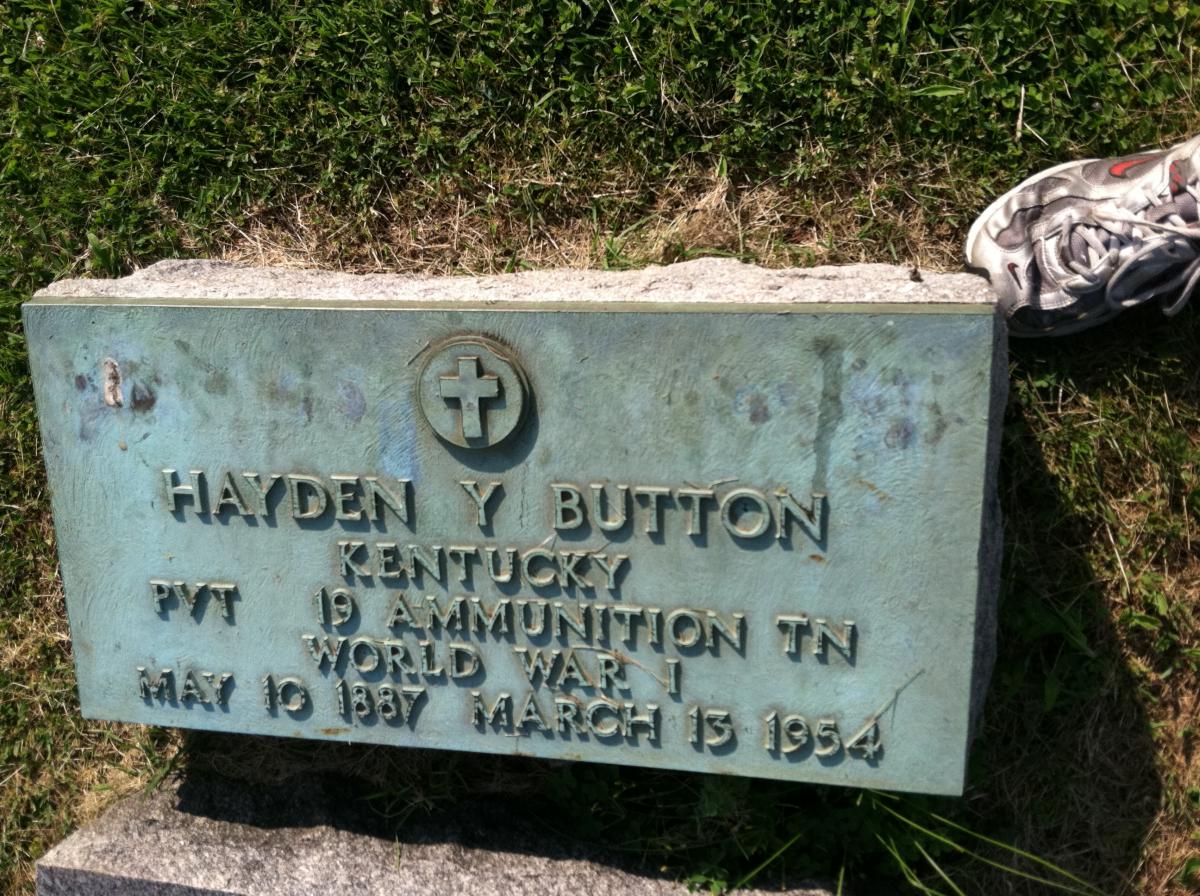 HAYDEN Y BUTTON
KENTUCKY
PVT 19 AMMUNITION TN
WORLD WAR I
MAY 10 1887 MARCH 13 1954